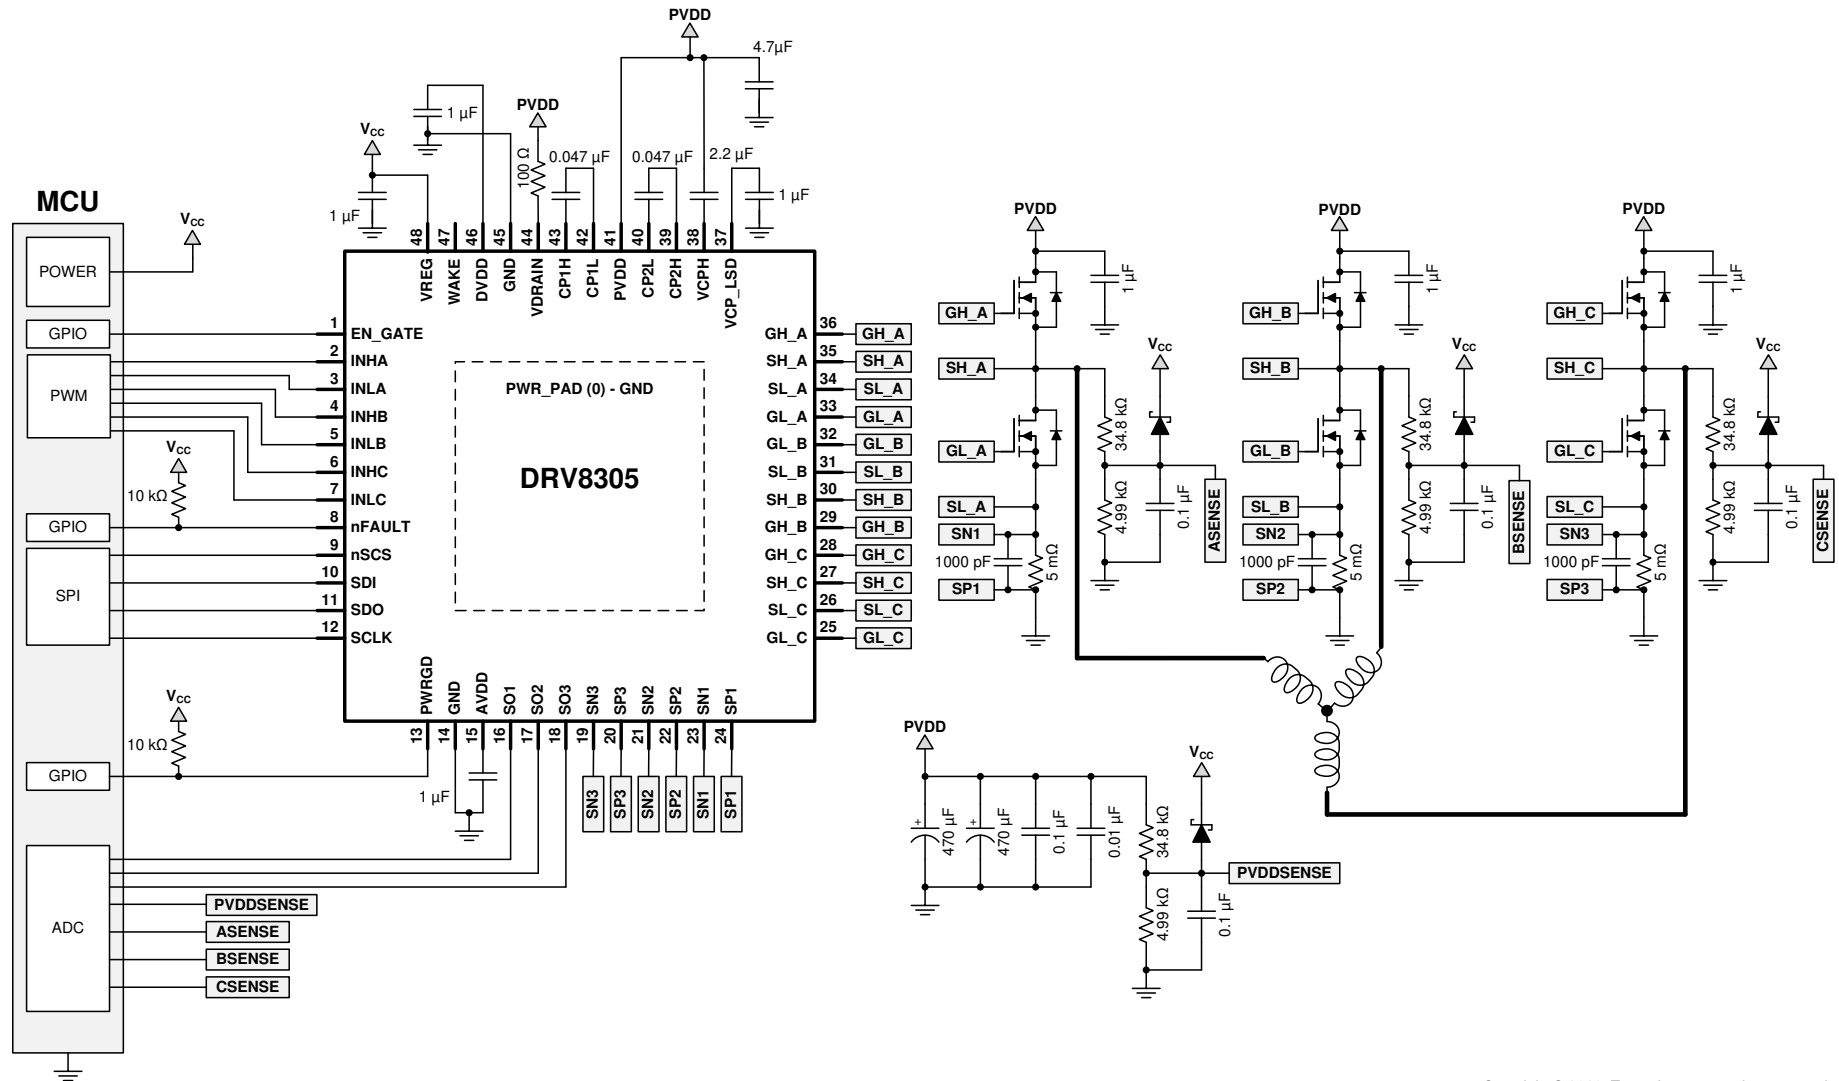 PVDD
4.7µF
1 µF
PVDD
VCC
100 Ω
0.047 µF
0.047 µF
2.2 µF
1 µF
1 µF
MCU
VCC
POWER
GPIO
PWM
VCC
10 kΩ
GPIO
SPI
VCC
10 kΩ
GPIO
ADC
48
47
46
45
44
43
42
41
40
39
38
37
VREG
WAKE
DVDD
GND
VDRAIN
CP1H
CP1L
PVDD
CP2L
CP2H
VCPH
VCP_LSD
1 EN_GATE
2 INHA
3 INLA
4 INHB
5 INLB
6 INHC
7 INLC
8 nFAULT
9 nSCS
10 SDI
11 SDO
12 SCLK
PWR_PAD (0) - GND
DRV8305
GH_A 36 GH_A
SH_A 35 SH_A
SL_A 34 SL_A
GL_A 33 GL_A
GL_B 32 GL_B
SL_B 31 SL_B
SH_B 30 SH_B
GH_B 29 GH_B
GH_C 28 GH_C
SH_C 27 SH_C
SL_C 26 SL_C
GL_C 25 GL_C
PWRGD
GND
AVDD
SO1
SO2
SO3
SN3
SP3
SN2
SP2
SN1
SP1
13
14
15
16
17
18
19
20
21
22
23
24
1 µF
SN3
SP3
SN2
SP2
SN1
SP1
PVDDSENSE
ASENSE
BSENSE
CSENSE
PVDD
1 µF
GH_A
VCC
SH_A
34.8 kΩ
GL_A
SL_A
4.99 kΩ
0.1 µF
ASENSE
SN1
1000 pF
5 mΩ
SP1
PVDD
1 µF
GH_B
VCC
SH_B
34.8 kΩ
GL_B
SL_B
4.99 kΩ
0.1 µF
BSENSE
SN2
1000 pF
5 mΩ
SP2
PVDD
1 µF
GH_C
VCC
SH_C
34.8 kΩ
GL_C
SL_C
4.99 kΩ
0.1 µF
CSENSE
SN3
1000 pF
5 mΩ
SP3
PVDD
VCC
+
470 µF
+
470 µF
0.1 µF
0.01 µF
34.8 kΩ
PVDDSENSE
4.99 kΩ
0.1 µF